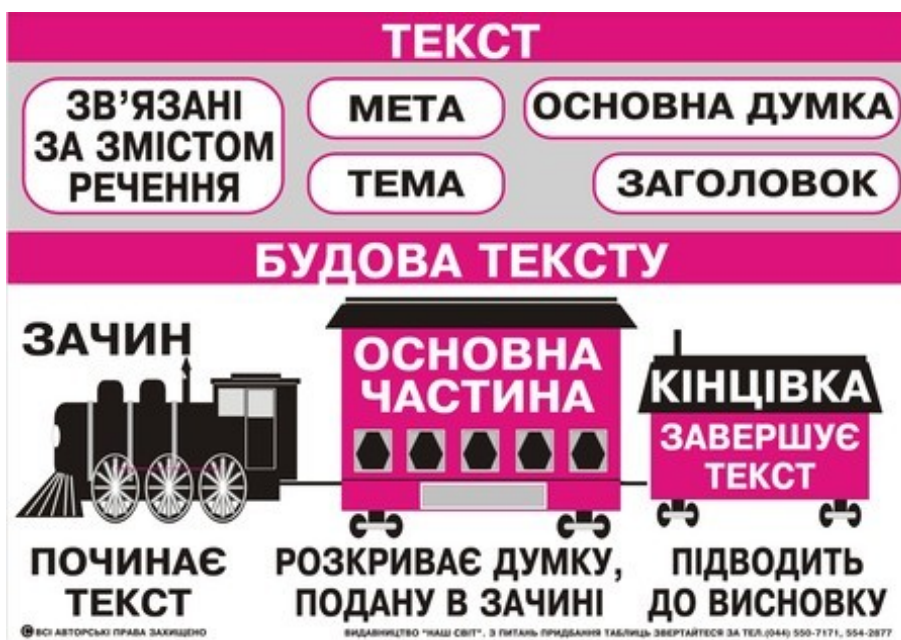 ТЕКСТ
ЗВ'ЯЗАНІ
ЗА ЗМІСТОМ
РЕЧЕННЯ
МЕТА
ОСНОВНА ДУМКА
ТЕМА
ЗАГОЛОВОК
БУДОВА ТЕКСТУ
ЗАЧИН
ОСНОВНА
ЧАСТИНА
КІНЦІВКА
ЗАВЕРШУЄ
ТЕКСТ
ПОЧИНАЄ
ТЕКСТ
РОЗКРИВАЄ ДУМКУ,
ПОДАНУ В ЗАЧИНІ
ПІДВОДИТЬ
ДО ВИСНОВКУ
© ВСІ АВТОРСЬКІ ПРАВА ЗАХИЩЕНО
ВИДАВНИЦТВО "НАШ СВІТ". З ПИТАНЬ ПРИДБАННЯ ТАБЛИЦЬ ЗВЕРТАЙТЕСЯ ЗА ТЕЛ.(044) 550-7171, 554-2677